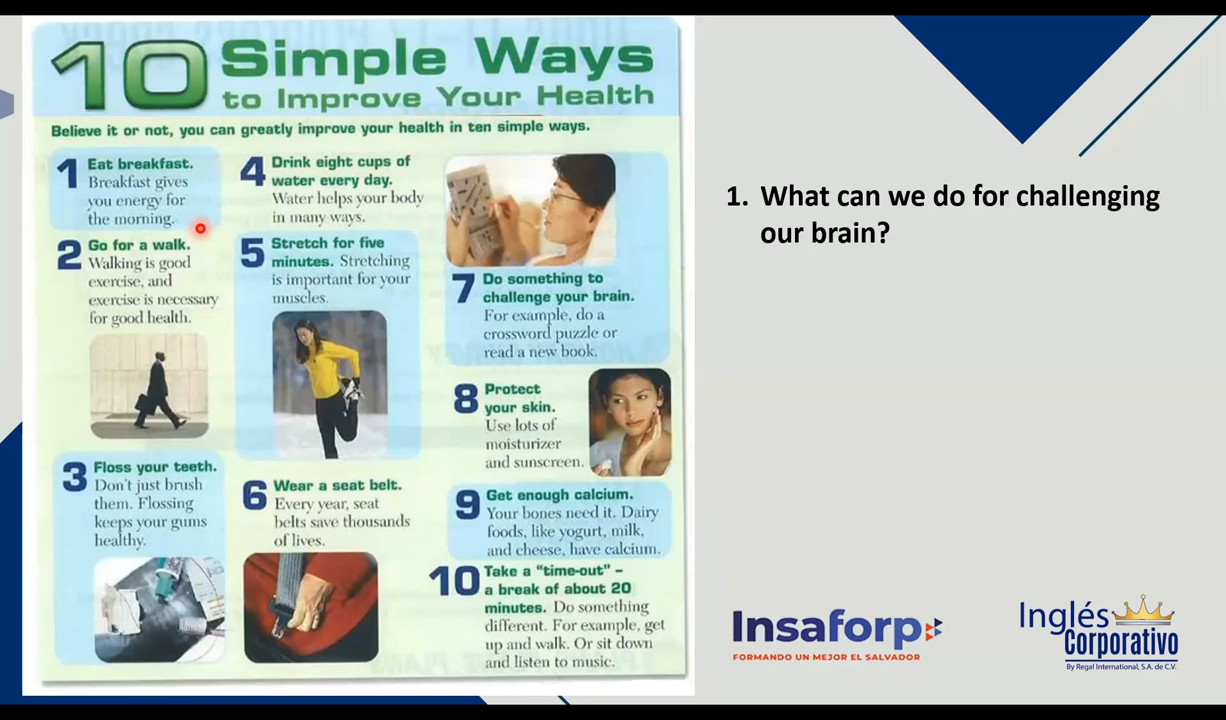 10 Simple Ways
to Improve Your Health
Believe it or not, you can greatly improve your health in ten simple ways.
1 Eat breakfast.
Breakfast gives
you energy for
the morning.
2 Go for a walk.
Walking is good
exercise, and
exercise is necessary
for good health.
3 Floss your teeth.
Don't just brush
them. Flossing
keeps your gums
healthy.
4 Drink eight cups of
water every day.
Water helps your body
in many ways.
5 Stretch for five
minutes. Stretching
is important for your
muscles.
6 Wear a seat belt.
Every year, seat
belts save thousands
of lives.
7 Do something to
challenge your brain.
For example, do a
crossword puzzle or
read a new book.
8 Protect
your skin.
Use lots of
moisturizer
and sunscreen.
9 Get enough calcium.
Your bones need it. Dairy
foods, like yogurt, milk,
and cheese, have calcium.
10 Take a "time-out" –
a break of about 20
minutes. Do something
different. For example, get
up and walk. Or sit down
and listen to music.
1. What can we do for challenging
our brain?
Insaforp
FORMANDO UN MEJOR EL SALVADOR
Inglés
Corporativo
By Regal International, S.A. de C.V.